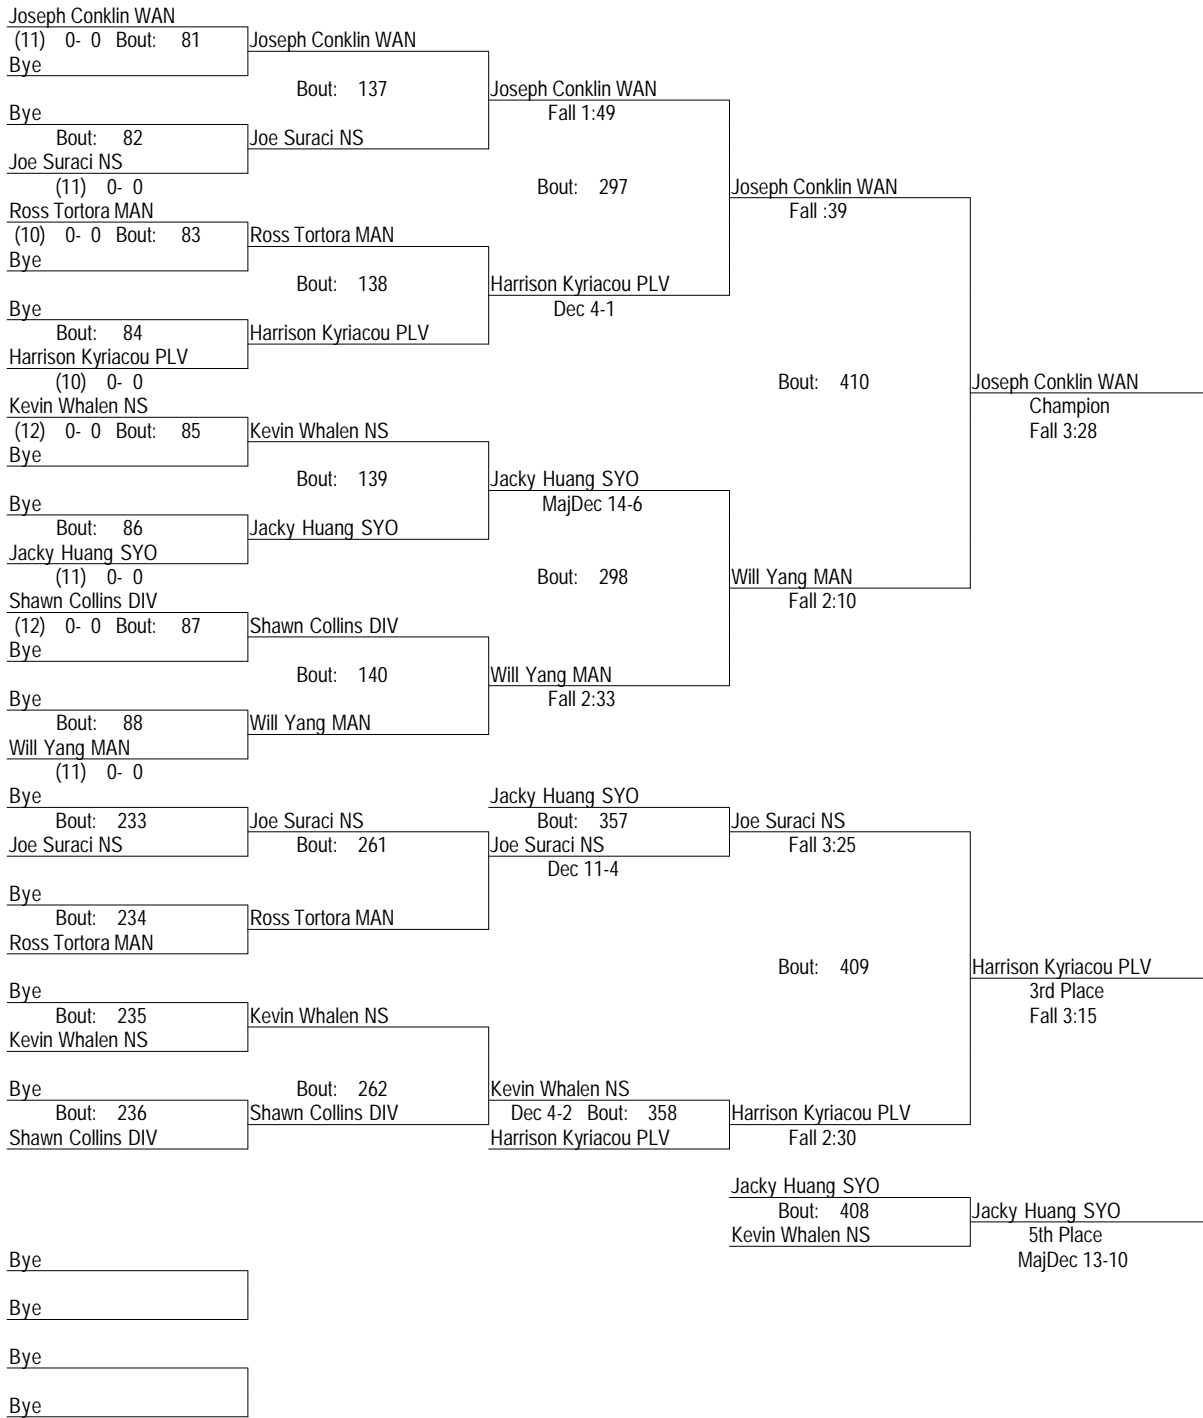 Joseph Conklin WAN
(11) 0- 0 Bout: 81
Joseph Conklin WAN
Bye
Bout: 137
Joseph Conklin WAN
Bye
Fall 1:49
Bout: 82
Joe Suraci NS
Joe Suraci NS
(11) 0- 0
Bout: 297
Joseph Conklin WAN
Ross Tortora MAN
Fall :39
(10) 0- 0 Bout: 83
Ross Tortora MAN
Bye
Bout: 138
Harrison Kyriacou PLV
Bye
Dec 4-1
Bout: 84
Harrison Kyriacou PLV
Harrison Kyriacou PLV
(10) 0- 0
Bout: 410
Joseph Conklin WAN
Kevin Whalen NS
Champion
(12) 0- 0 Bout: 85
Kevin Whalen NS
Fall 3:28
Bye
Bout: 139
Jacky Huang SYO
Bye
MajDec 14-6
Bout: 86
Jacky Huang SYO
Jacky Huang SYO
(11) 0- 0
Bout: 298
Will Yang MAN
Shawn Collins DIV
Fall 2:10
(12) 0- 0 Bout: 87
Shawn Collins DIV
Bye
Bout: 140
Will Yang MAN
Bye
Fall 2:33
Bout: 88
Will Yang MAN
Will Yang MAN
(11) 0- 0
Bye
Jacky Huang SYO
Bout: 233
Joe Suraci NS
Bout: 357
Joe Suraci NS
Joe Suraci NS
Bout: 261
Joe Suraci NS
Fall 3:25
Dec 11-4
Bye
Bout: 234
Ross Tortora MAN
Ross Tortora MAN
Bout: 409
Harrison Kyriacou PLV
Bye
3rd Place
Bout: 235
Kevin Whalen NS
Fall 3:15
Kevin Whalen NS
Bye
Bout: 262
Kevin Whalen NS
Bout: 236
Shawn Collins DIV
Dec 4-2 Bout: 358
Harrison Kyriacou PLV
Shawn Collins DIV
Harrison Kyriacou PLV
Fall 2:30
Jacky Huang SYO
Bout: 408
Jacky Huang SYO
Kevin Whalen NS
5th Place
Bye
MajDec 13-10
Bye
Bye
Bye